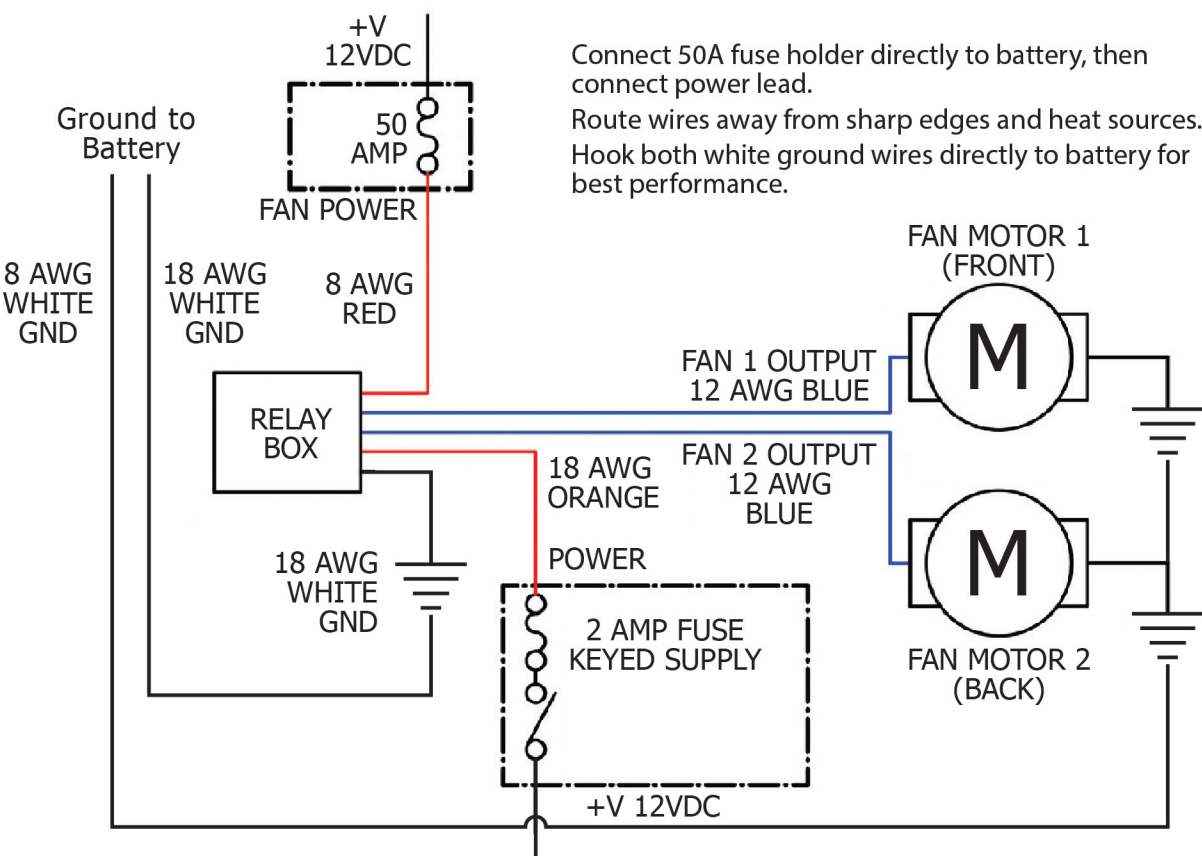 +V
12VDC
Connect 50A fuse holder directly to battery, then
connect power lead.
Route wires away from sharp edges and heat sources.
Hook both white ground wires directly to battery for
best performance.
Ground to
Battery
50
AMP
FAN POWER
8 AWG
WHITE
GND
18 AWG
WHITE
GND
8 AWG
RED
FAN MOTOR 1
(FRONT)
M
FAN 1 OUTPUT
12 AWG BLUE
RELAY
BOX
FAN 2 OUTPUT
12 AWG
BLUE
18 AWG
ORANGE
M
18 AWG
WHITE
GND
POWER
2 AMP FUSE
KEYED SUPPLY
FAN MOTOR 2
(BACK)
+V 12VDC